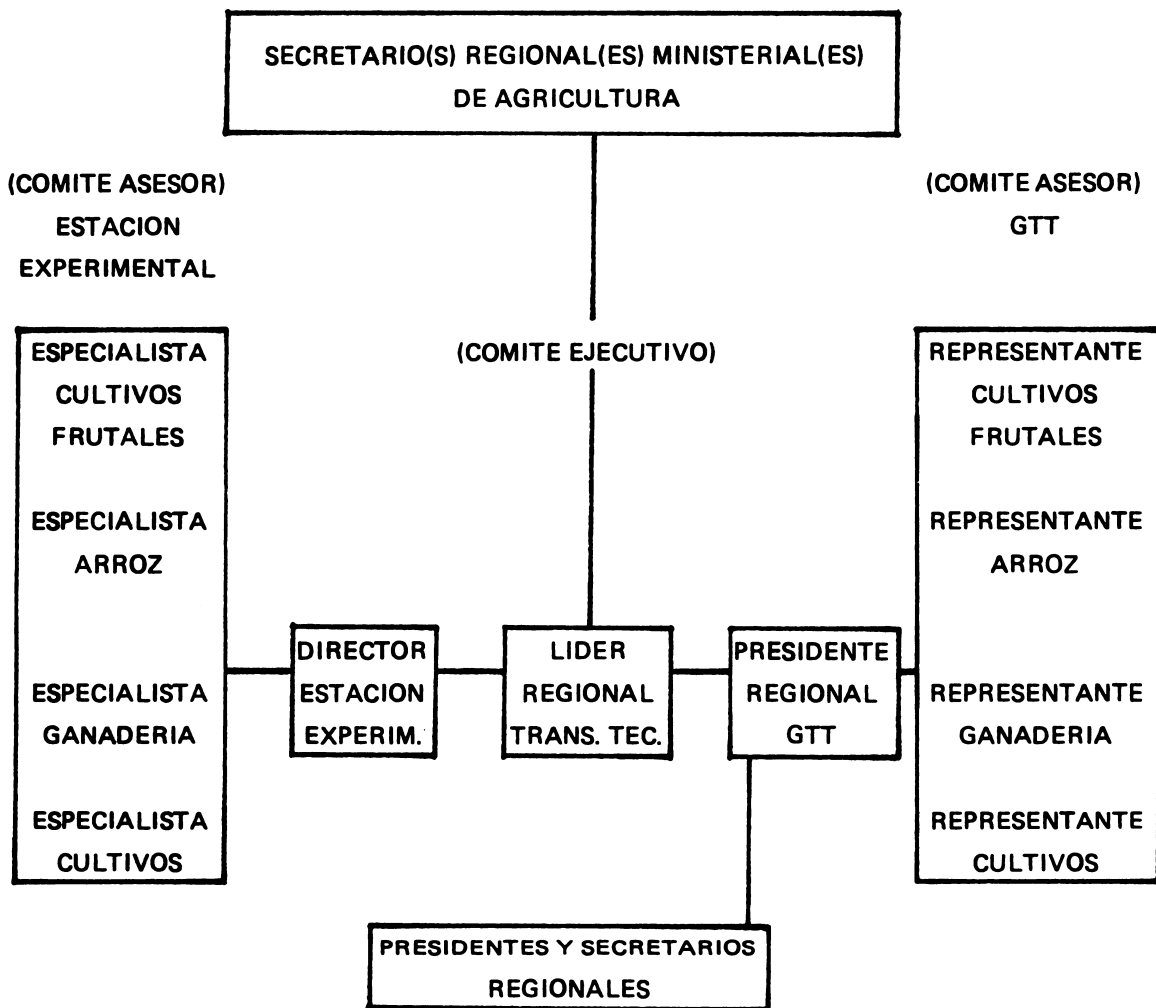 SECRETARIO(S) REGIONAL(ES) MINISTERIAL(ES)
DE AGRICULTURA
(COMITE ASESOR)
ESTACION
EXPERIMENTAL
(COMITE ASESOR)
GTT
(COMITE EJECUTIVO)
ESPECIALISTA
CULTIVOS
FRUTALES
ESPECIALISTA
ARROZ
ESPECIALISTA
GANADERIA
ESPECIALISTA
CULTIVOS
DIRECTOR
ESTACION
EXPERIM.
LIDER
REGIONAL
TRANS. TEC.
PRESIDENTE
REGIONAL
GTT
REPRESENTANTE
CULTIVOS
FRUTALES
REPRESENTANTE
ARROZ
REPRESENTANTE
GANADERIA
REPRESENTANTE
CULTIVOS
PRESIDENTES Y SECRETARIOS
REGIONALES